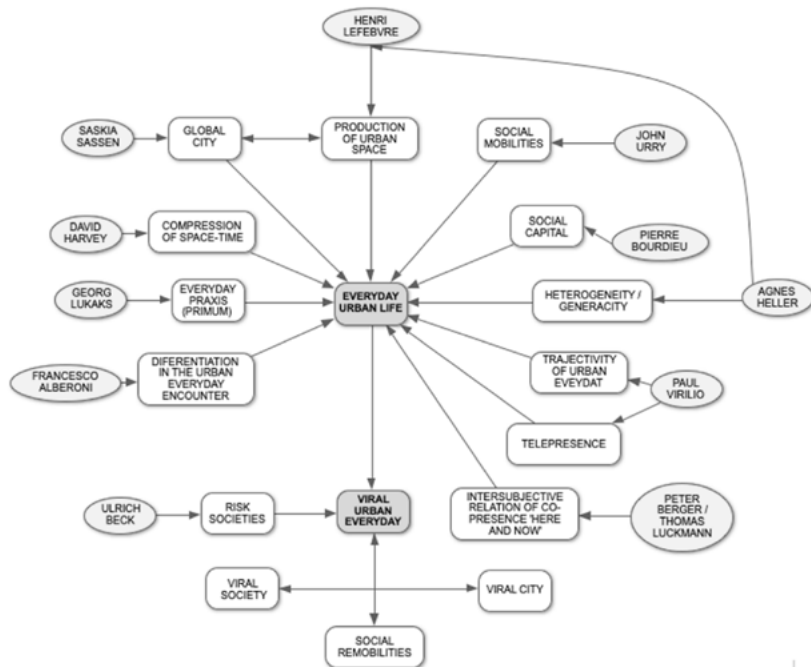 HENRI
LEFEBVRE
SASKIA
SASSEN
GLOBAL
CITY
PRODUCTION
OF URBAN
SPACE
SOCIAL
MOBILITIES
JOHN
URRY
DAVID
HARVEY
COMPRESSION
OF SPACE-TIME
SOCIAL
CAPITAL
PIERRE
BOURDIEU
GEORG
LUKAKS
EVERYDAY
PRAXIS
(PRIMUM)
EVERYDAY
URBAN LIFE
HETEROGENEITY /
GENERACITY
AGNES
HELLER
FRANCESCO
ALBERONI
DIFERENTIATION
IN THE URBAN
EVERYDAY
ENCOUNTER
TRAJECTIVITY
OF URBAN
EVEYDAT
PAUL
VIRILIO
TELEPRESENCE
ULRICH
BECK
RISK
SOCIETIES
VIRAL
URBAN
EVERYDAY
INTERSUBJECTIVE
RELATION OF CO-
PRESENCE 'HERE
AND NOW'
PETER
BERGER /
THOMAS
LUCKMANN
VIRAL
SOCIETY
VIRAL CITY
SOCIAL
REMOBILITIES